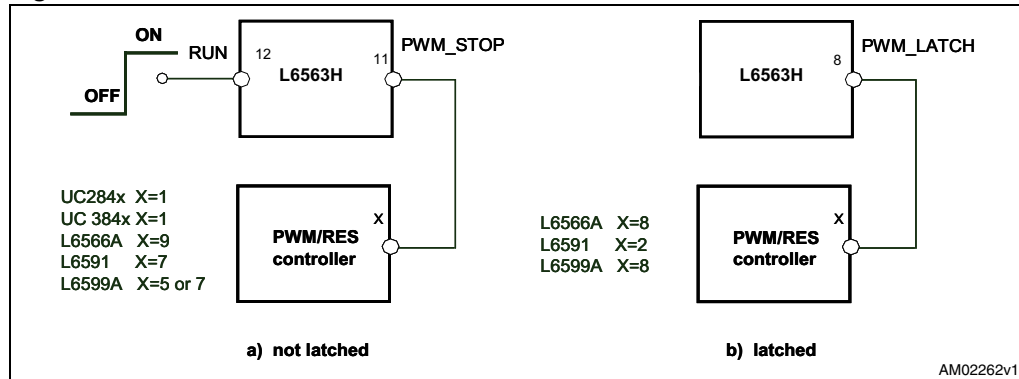 ON
RUN
OFF
12
11
L6563H
PWM_STOP
UC284x X=1
UC 384x X=1
L6566A X=9
L6591 X=7
L6599A X=5 or 7
X
PWM/RES
controller
a) not latched
8
L6563H
PWM_LATCH
L6566A X=8
L6591 X=2
L6599A X=8
X
PWM/RES
controller
b) latched
AM02262v1